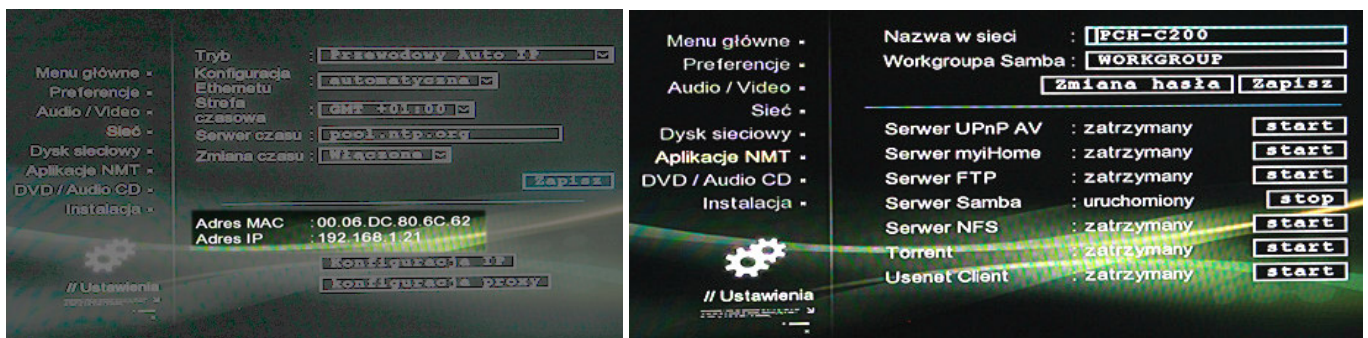 Tryb : Przewodowy Auto IP
Menu główne
Konfiguracja Ethernetu : automatyczna
Preferencje
Audio / Video
Strefa czasowa : GMT +01:00
Sieć
Serwer czasu : pool.ntp.org
Dysk sieciowy
Zmiana czasu : Włączone
Aplikacje NMT
DVD / Audio CD
Zapisz
Instalacja
Adres MAC :00.06.DC.80.6C.62
Adres IP :192.168.1.21
konfiguracja IP
konfiguracja proxy
// Ustawienia
Menu główne
Preferencje
Audio / Video
Sieć
Dysk sieciowy
Aplikacje NMT
DVD / Audio CD
Instalacja
// Ustawienia
Nazwa w sieci : PCH-C200
Workgroupa Samba : WORKGROUP
Zmiana hasła Zapisz
Serwer UPnP AV : zatrzymany start
Serwer myiHome : zatrzymany start
Serwer FTP : zatrzymany start
Serwer Samba : uruchomiony stop
Serwer NFS : zatrzymany start
Torrent : zatrzymany start
Usenet Client : zatrzymany start